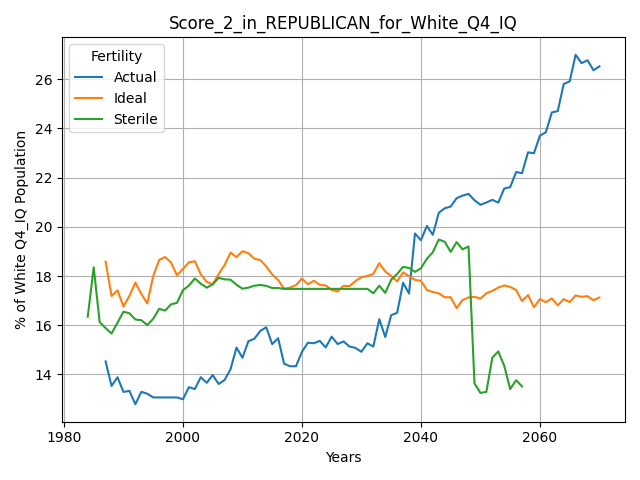 Score_2_in_REPUBLICAN_for_White_Q4_IQ
Fertility
Actual
Ideal
Sterile
% of White Q4_IQ Population
26
24
22
20
18
16
14
1980
2000
2020
2040
2060
Years